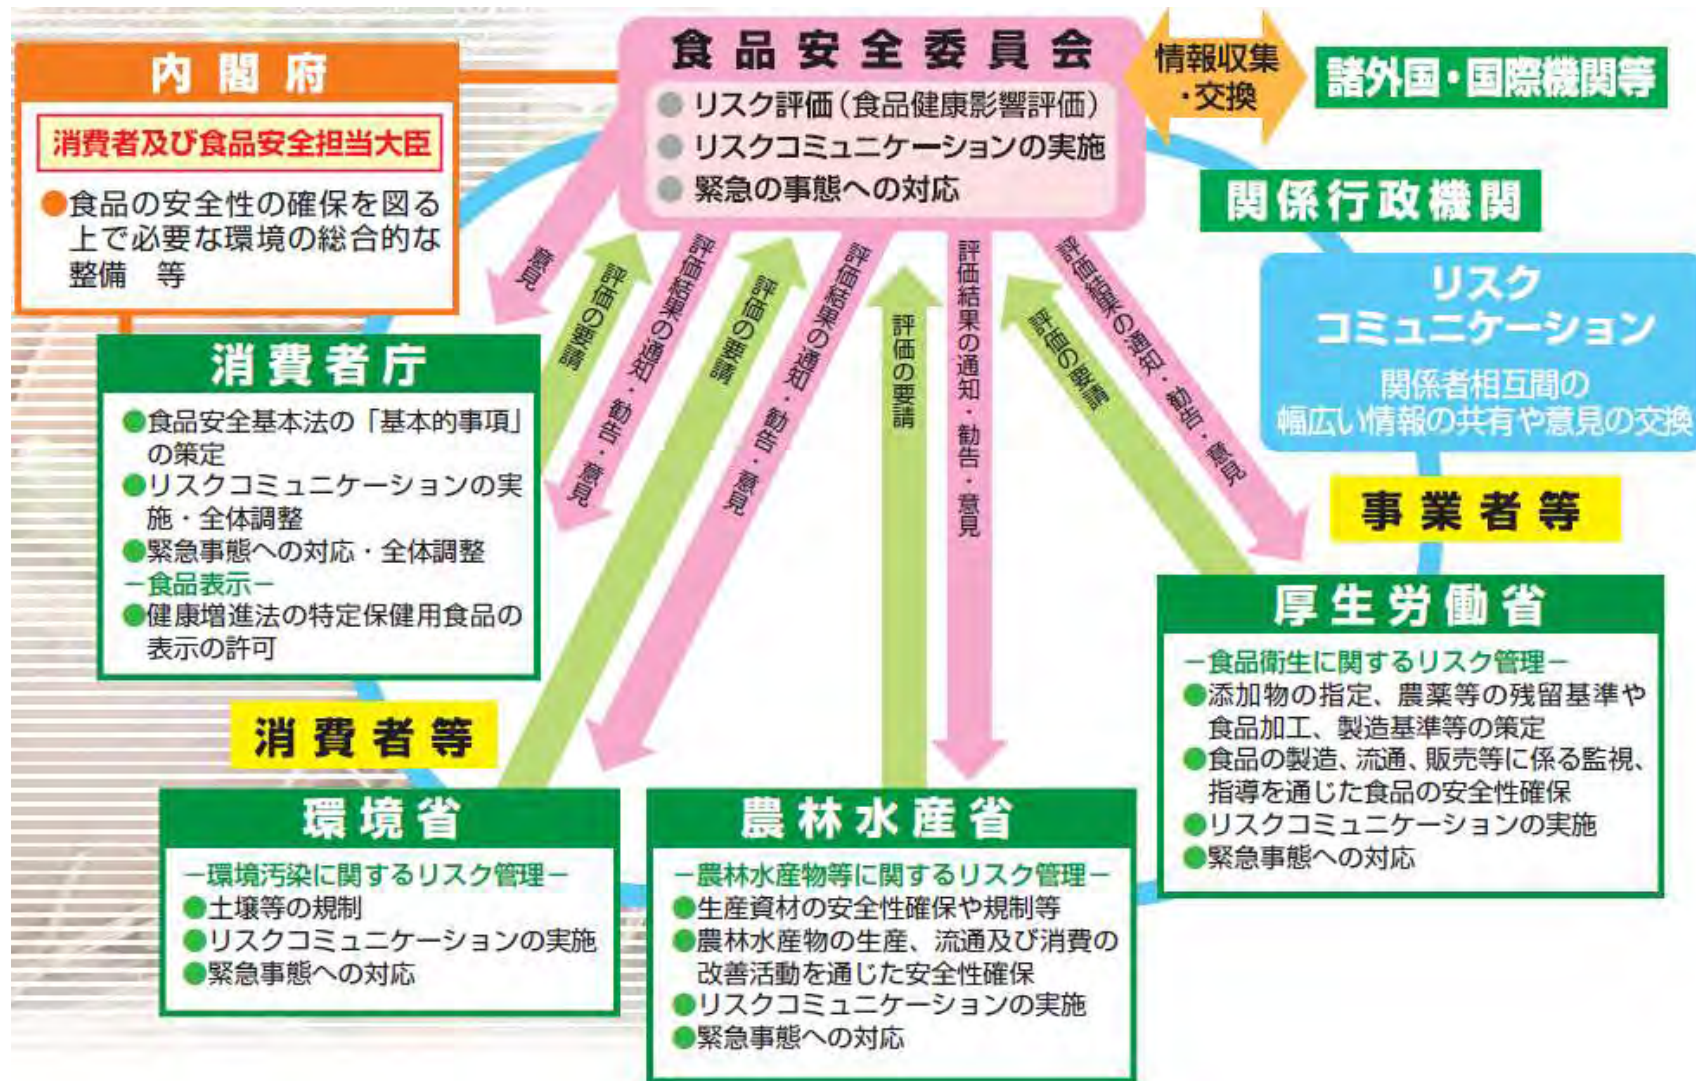 食品安全委員会
● リスク評価（食品健康影響評価）
● リスクコミュニケーションの実施
● 緊急の事態への対応
情報収集
・交換
諸外国・国際機関等
内閣府
消費者及び食品安全担当大臣
●食品の安全性の確保を図る
上で必要な環境の総合的な
整備　等
関係行政機関
リスク
コミュニケーション
関係者相互間の
幅広い情報の共有や意見の交換
意見
評価の要請
評価結果の通知・勧告・意見
評価の要請
評価結果の通知・勧告・意見
評価の要請
評価結果の通知・勧告・意見
評価の要請
評価結果の通知・勧告・意見
消費者庁
●食品安全基本法の「基本的事項」
の策定
●リスクコミュニケーションの実
施・全体調整
●緊急事態への対応・全体調整
－食品表示－
●健康増進法の特定保健用食品の
表示の許可
事業者等
厚生労働省
－食品衛生に関するリスク管理－
●添加物の指定、農薬等の残留基準や
食品加工、製造基準等の策定
●食品の製造、流通、販売等に係る監視、
指導を通じた食品の安全性確保
●リスクコミュニケーションの実施
●緊急事態への対応
消費者等
環境省
－環境汚染に関するリスク管理－
●土壌等の規制
●リスクコミュニケーションの実施
●緊急事態への対応
農林水産省
－農林水産物等に関するリスク管理－
●生産資材の安全性確保や規制等
●農林水産物の生産、流通及び消費の
改善活動を通じた安全性確保
●リスクコミュニケーションの実施
●緊急事態への対応